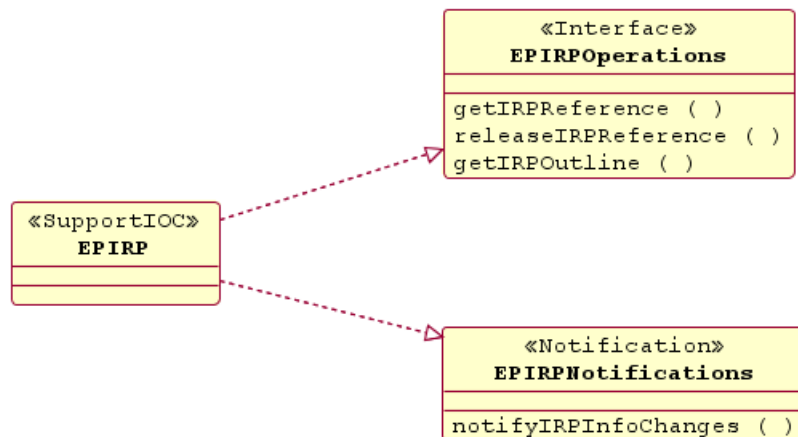 «Interface»
EPIRPOperations
getIRPReference ( )
releaseIRPReference ( )
getIRPOutline ( )
«SupportIOC»
EPIRP
«Notification»
EPIRPNotifications
notifyIRPInfoChanges ( )